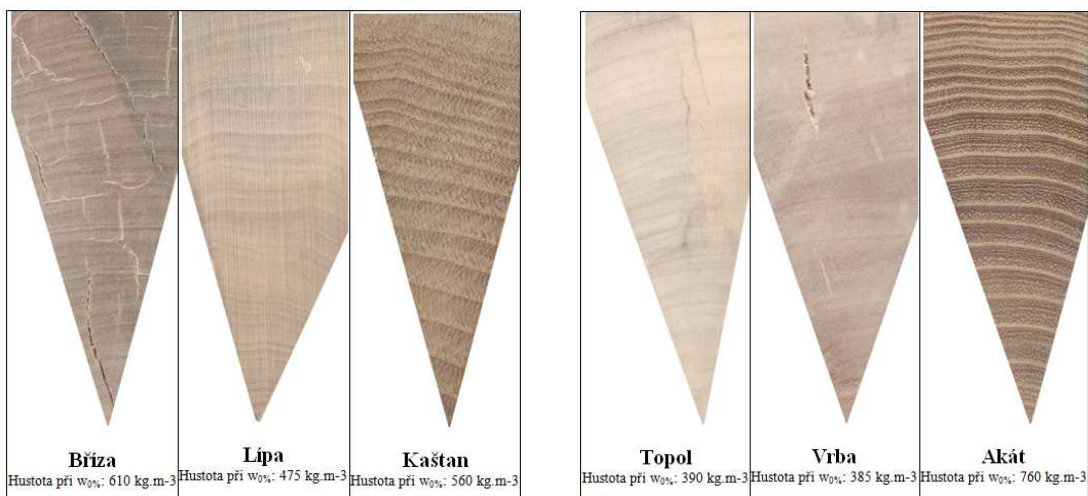 Bříza
Hustota při w0%: 610 kg.m-3
Lípa
Hustota při w0%: 475 kg.m-3
Kaštan
Hustota při w0%: 560 kg.m-3
Topol
Hustota při w0%: 390 kg.m-3
Vrba
Hustota při w0%: 385 kg.m-3
Akát
Hustota při w0%: 760 kg.m-3